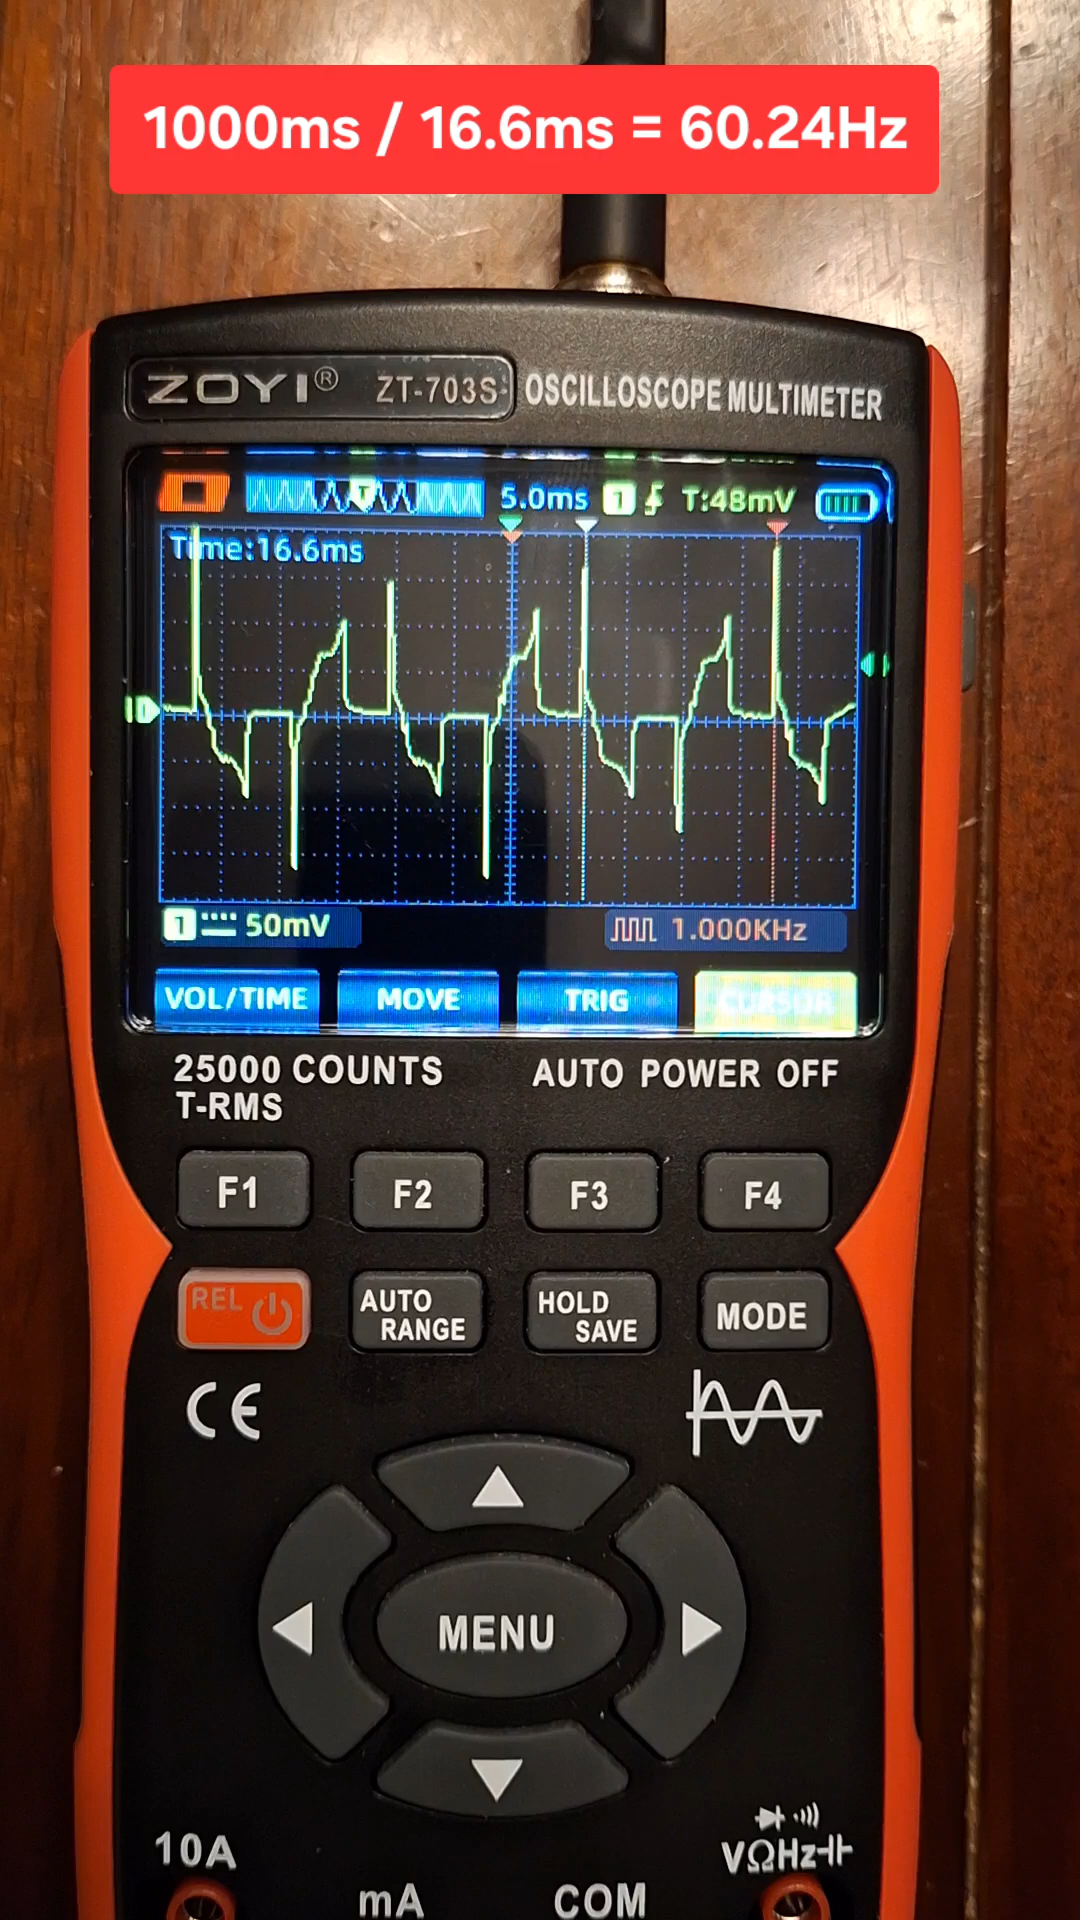 1000ms / 16.6ms = 60.24Hz
ZOYI® ZT-703S OSCILLOSCOPE MULTIMETER
T 5.0ms 1 T:48mV
Time:16.6ms
1 50mV 1.000KHz
VOL/TIME MOVE TRIG CURSOR
25000 COUNTS AUTO POWER OFF
T-RMS
F1 F2 F3 F4
REL AUTO RANGE HOLD SAVE MODE
CE
MENU
10A VΩHz
mA COM